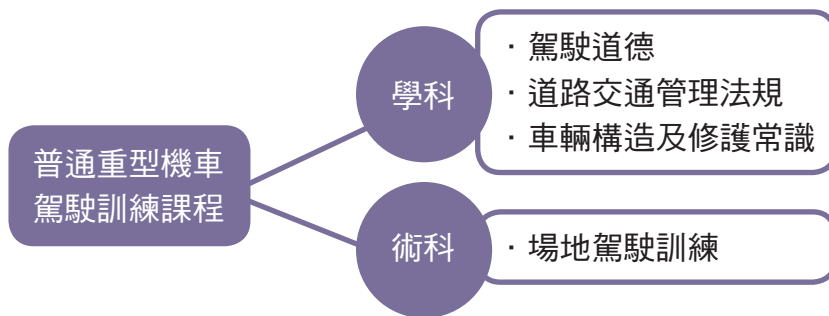 普通重型機車
駕駛訓練課程
學科
· 駕駛道德
· 道路交通管理法規
· 車輛構造及修護常識
術科
· 場地駕駛訓練